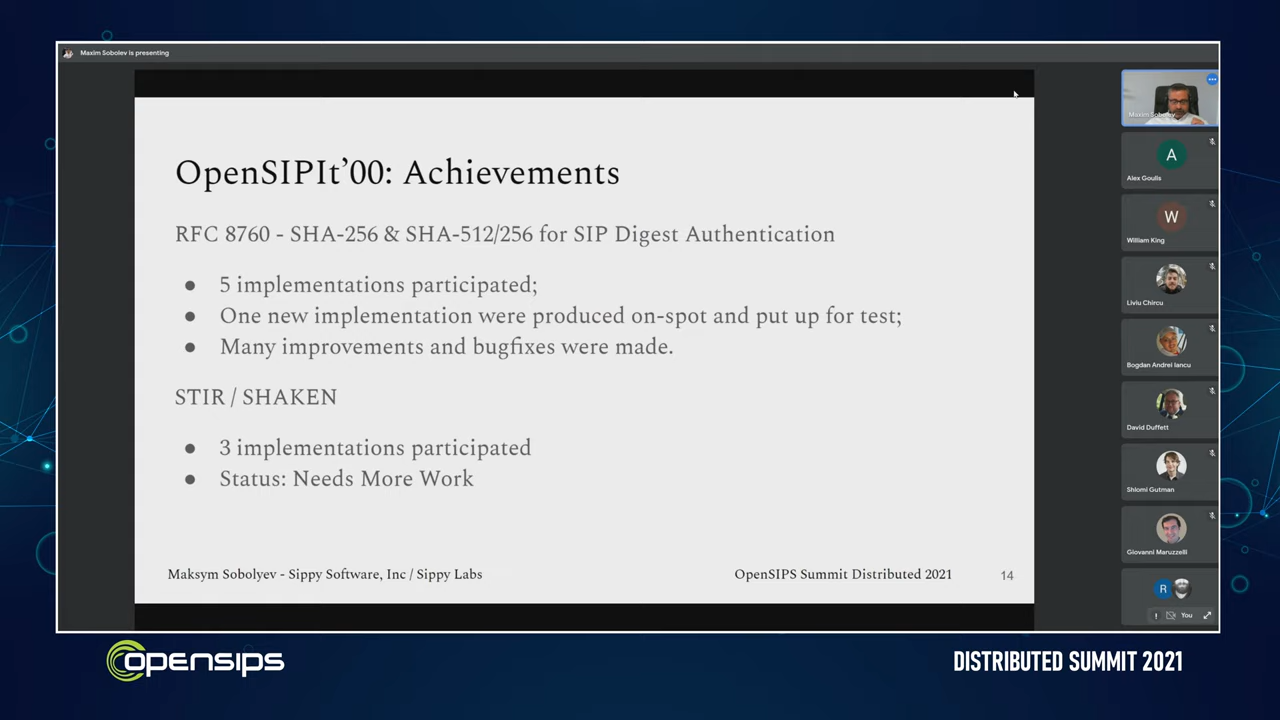 Maxim Sobolev is presenting
OpenSIPIt’00: Achievements
RFC 8760 - SHA-256 & SHA-512/256 for SIP Digest Authentication
● 5 implementations participated;
● One new implementation were produced on-spot and put up for test;
● Many improvements and bugfixes were made.
STIR / SHAKEN
● 3 implementations participated
● Status: Needs More Work
Maksym Sobolyev - Sippy Software, Inc / Sippy Labs
OpenSIPS Summit Distributed 2021
14
Maxim Sobolev
A
Alex Goulis
W
William King
Liviu Chircu
Bogdan Andrei Iancu
David Duffett
Shlomi Gutman
Giovanni Maruzzelli
R
You
opensips
DISTRIBUTED SUMMIT 2021